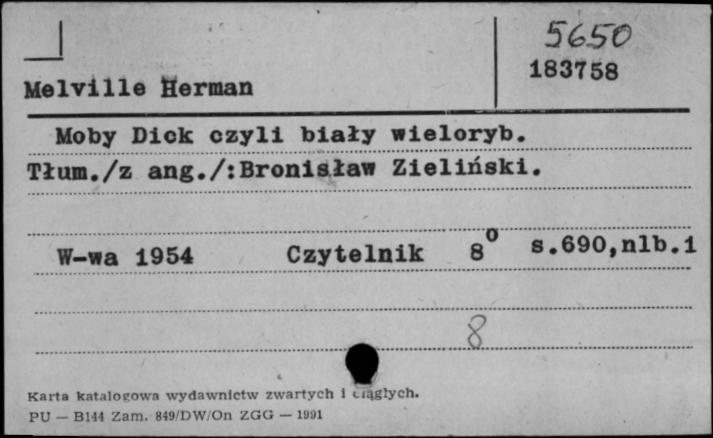 5650
183758
Melville Herman
Moby Dick czyli biały wieloryb.
Tłum./z ang./:Bronisław Zieliński.
W-wa 1954 Czytelnik 8° s.690,nlb.1
8
Karta katalogowa wydawnictw zwartych i ciągłych.
PU — B144 Zam. 849/DW/On ZGG — 1991